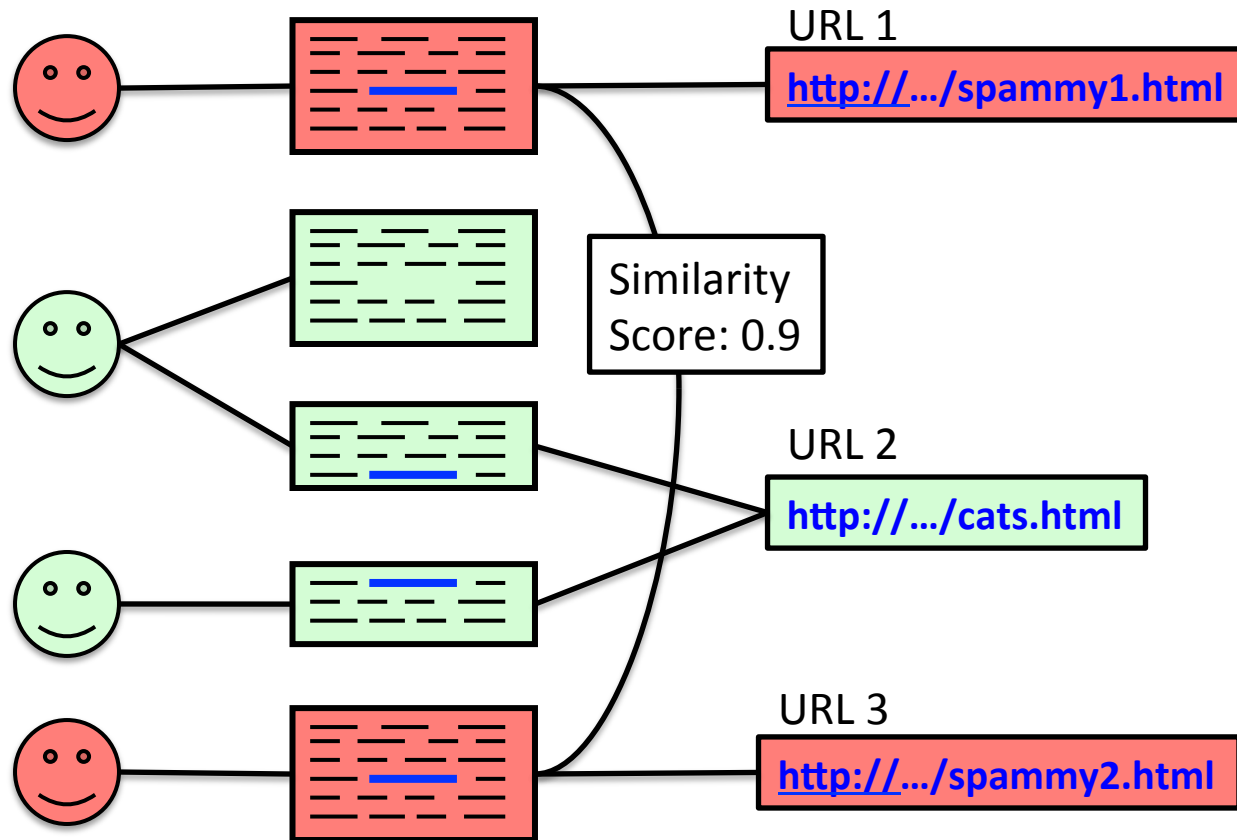 URL 1
http://…/spammy1.html
Similarity
Score: 0.9
URL 2
http://…/cats.html
URL 3
http://…/spammy2.html